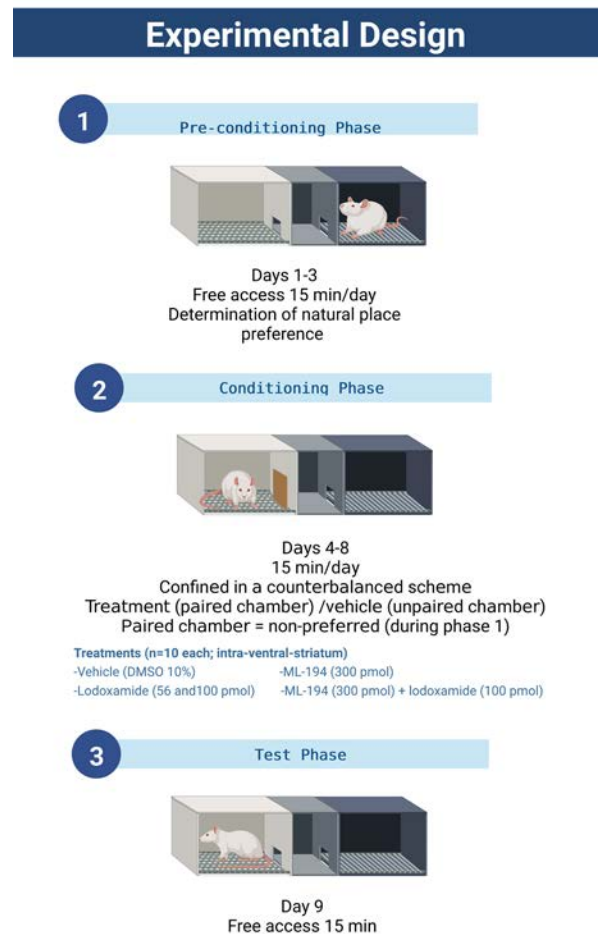 Experimental Design
1
Pre-conditioning Phase
Days 1-3
Free access 15 min/day
Determination of natural place
preference
2
Conditioning Phase
Days 4-8
15 min/day
Confined in a counterbalanced scheme
Treatment (paired chamber) /vehicle (unpaired chamber)
Paired chamber = non-preferred (during phase 1)
Treatments (n=10 each; intra-ventral-striatum)
-Vehicle (DMSO 10%) -ML-194 (300 pmol)
-Lodoxamide (56 and100 pmol) -ML-194 (300 pmol) + lodoxamide (100 pmol)
3
Test Phase
Day 9
Free access 15 min